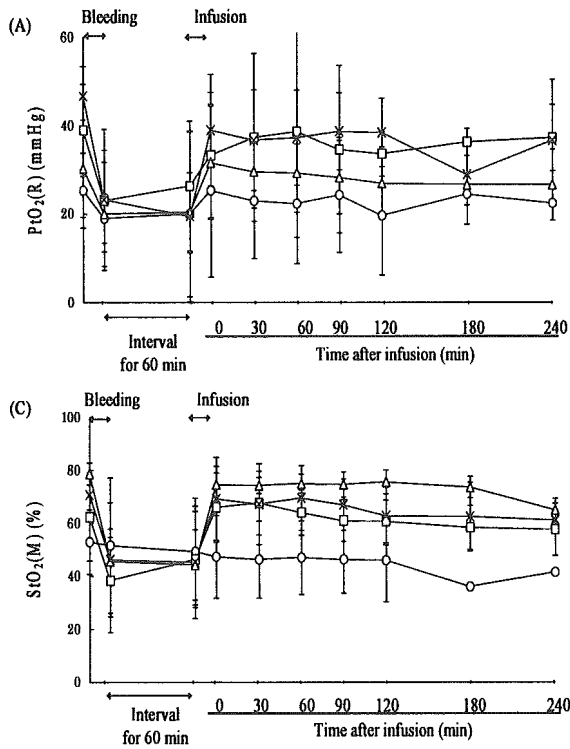 (A)
Bleeding Infusion
60
40
20
0
PtO₂(R) (mmHg)
0 30 60 90 120 180 240
Interval
for 60 min
Time after infusion (min)
(C)
Bleeding Infusion
100
80
60
40
20
0
StO₂(M) (%)
0 30 60 90 120 180 240
Interval
for 60 min
Time after infusion (min)